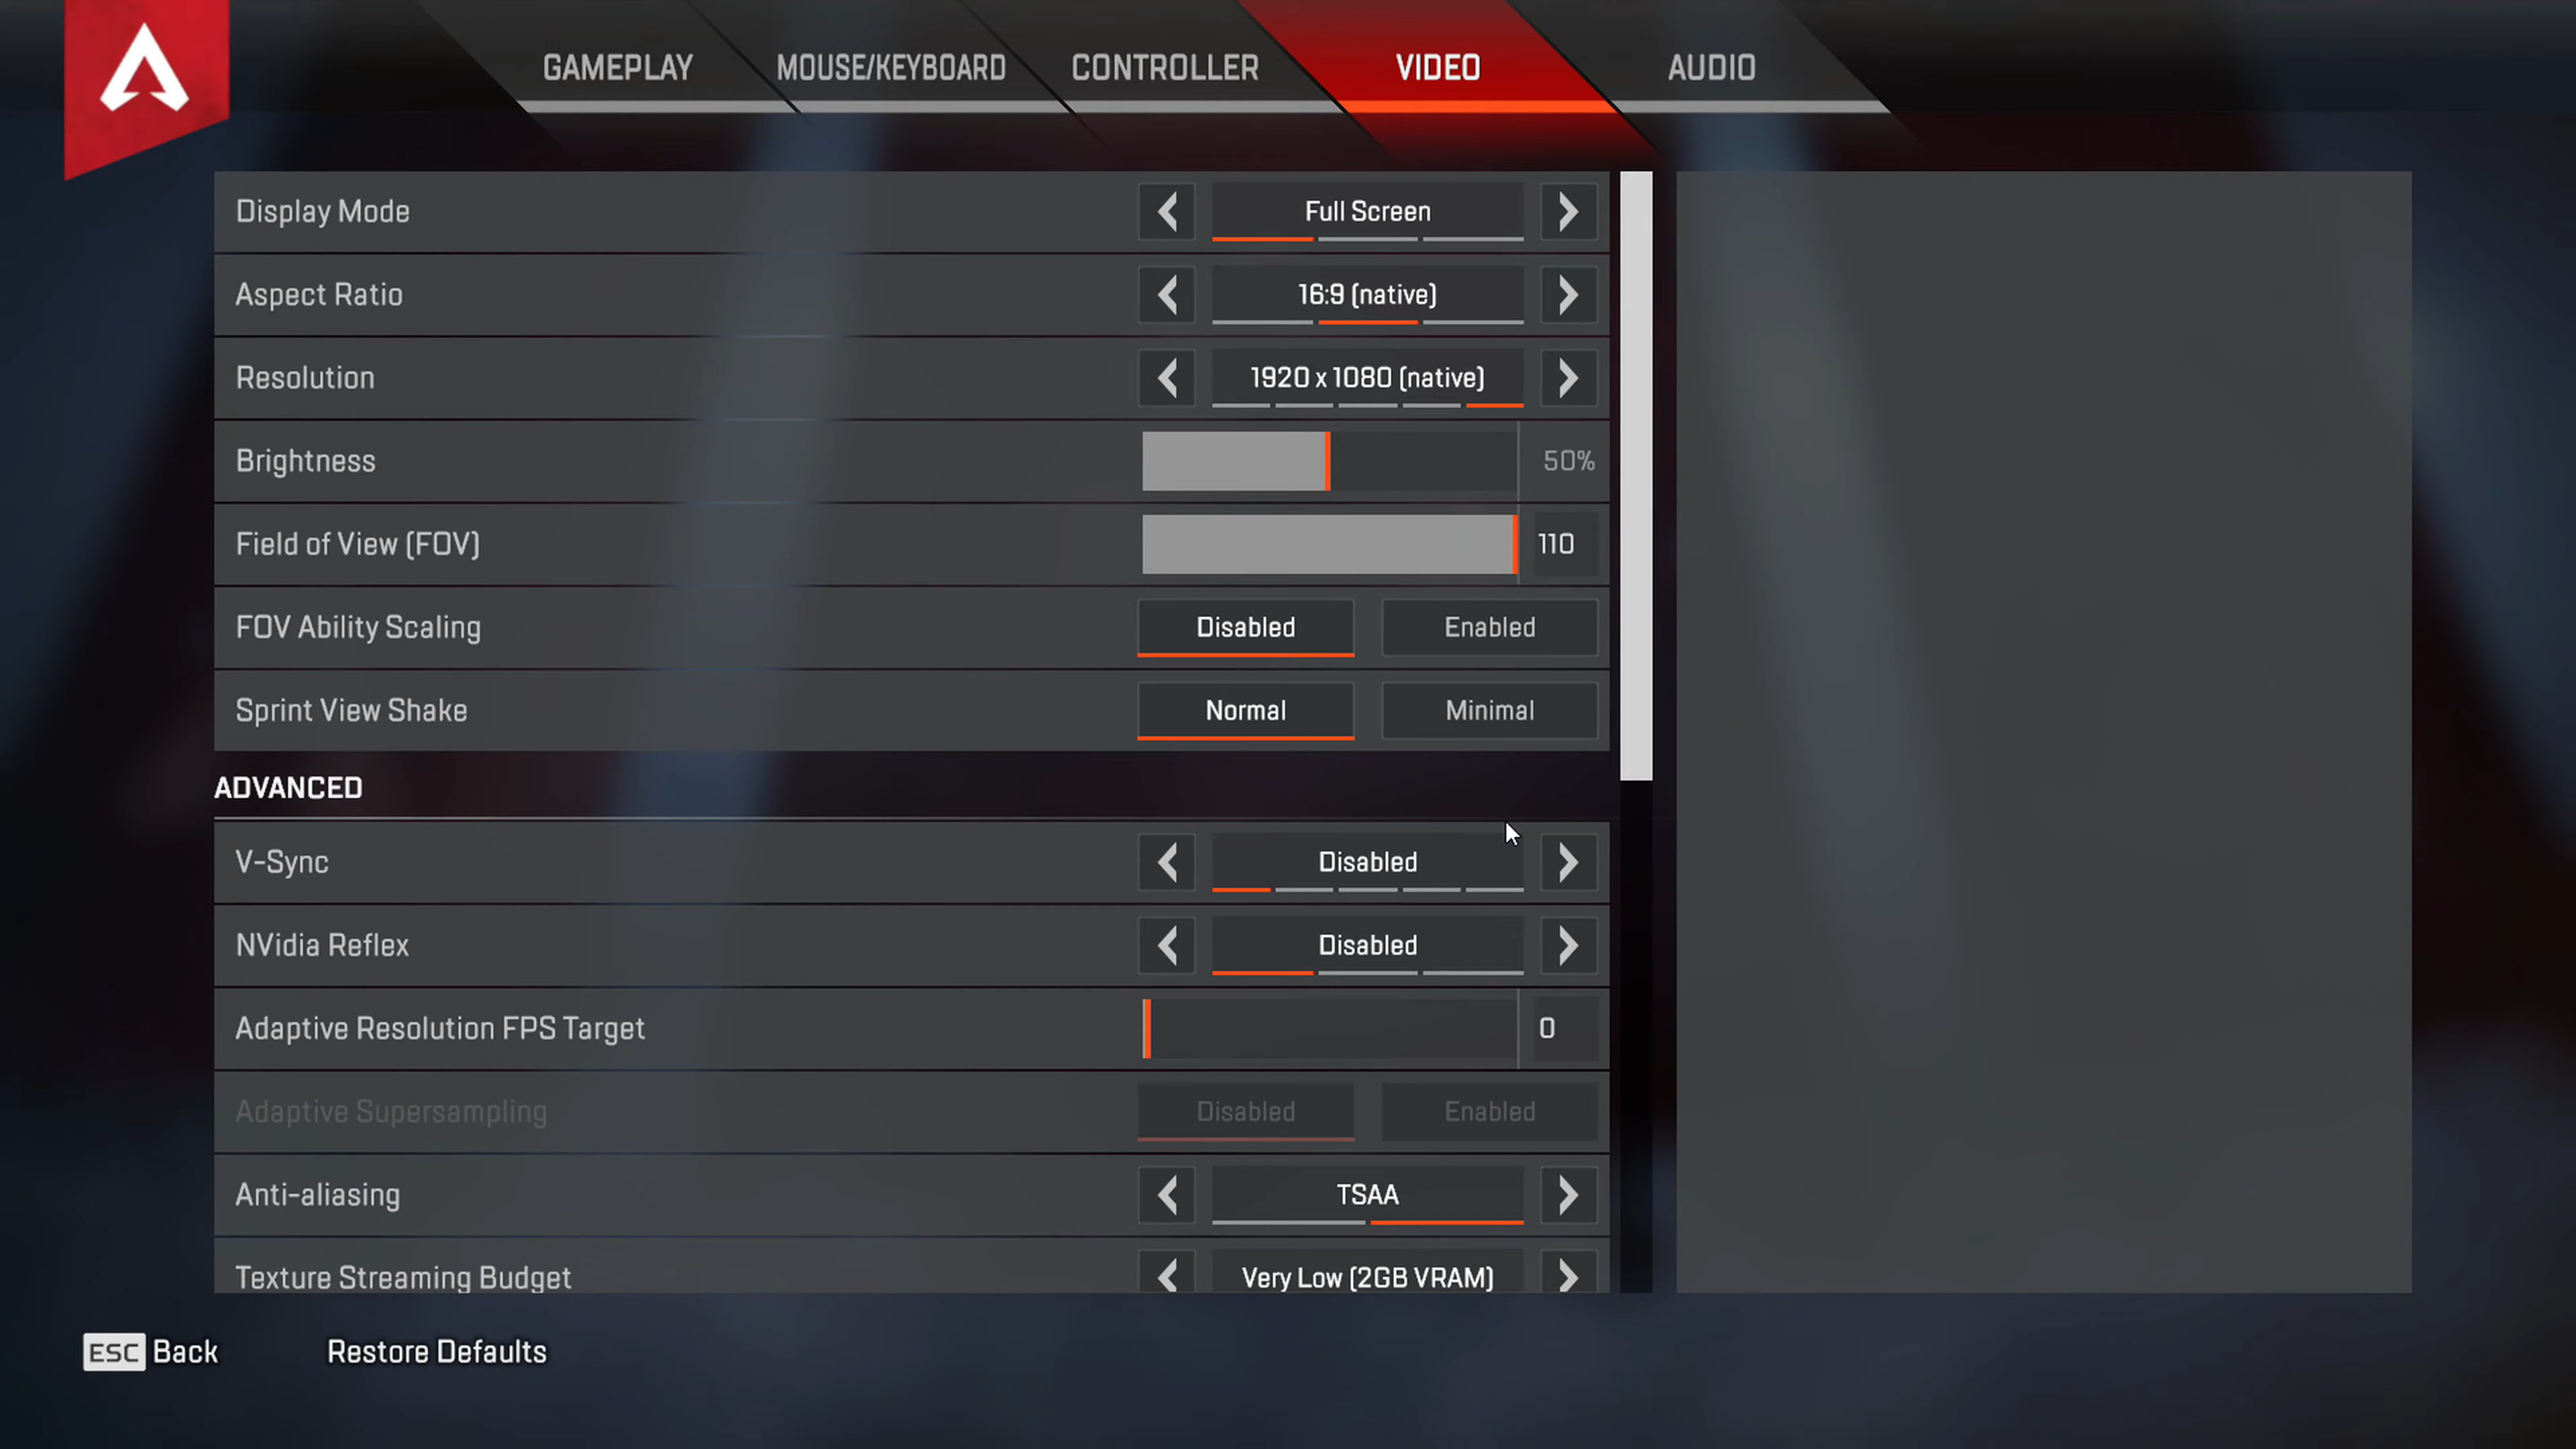 GAMEPLAY MOUSE/KEYBOARD CONTROLLER VIDEO AUDIO
Display Mode Full Screen
Aspect Ratio 16:9 (native)
Resolution 1920 x 1080 (native)
Brightness 50%
Field of View (FOV) 110
FOV Ability Scaling Disabled Enabled
Sprint View Shake Normal Minimal
ADVANCED
V-Sync Disabled
NVidia Reflex Disabled
Adaptive Resolution FPS Target 0
Adaptive Supersampling Disabled Enabled
Anti-aliasing TSAA
Texture Streaming Budget Very Low (2GB VRAM)
ESC Back Restore Defaults